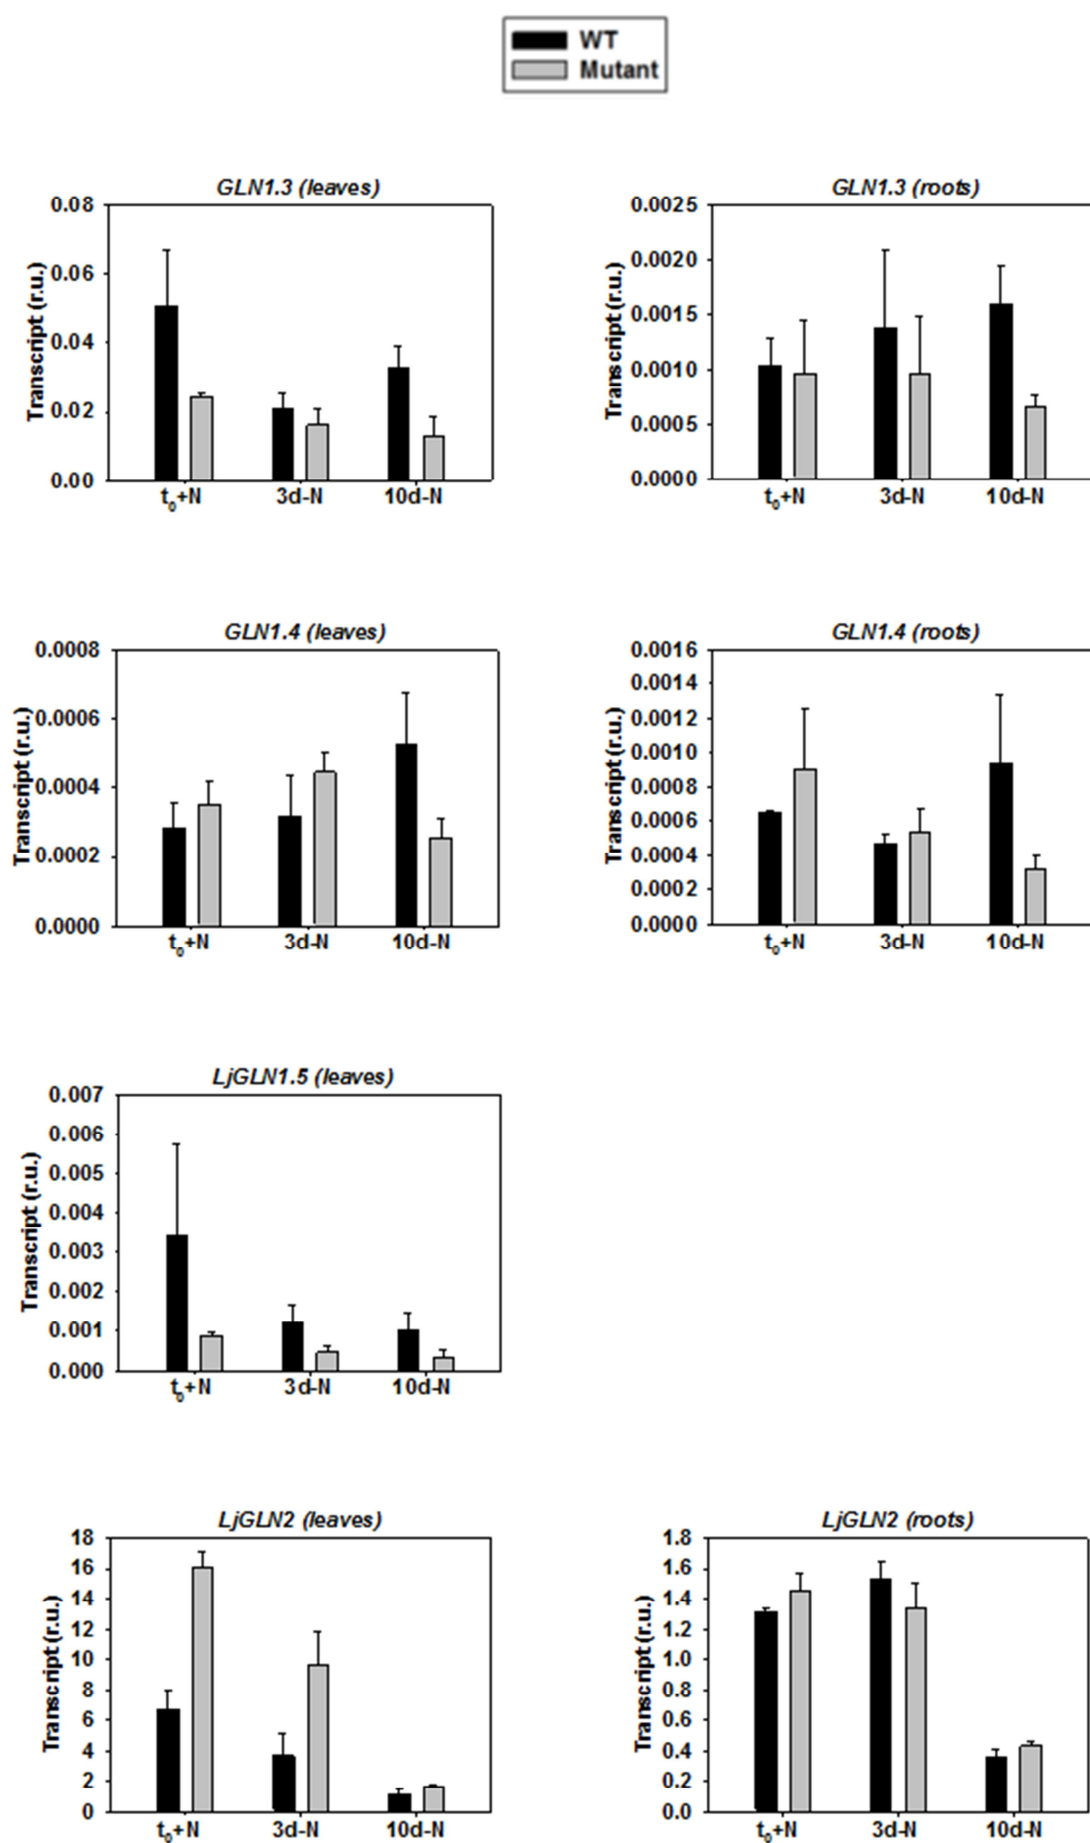 WT
Mutant
GLN1.3 (leaves)
Transcript (r.u.)
0.08
0.06
0.04
0.02
0.00
t₀+N 3d-N 10d-N
GLN1.3 (roots)
Transcript (r.u.)
0.0025
0.0020
0.0015
0.0010
0.0005
0.0000
t₀+N 3d-N 10d-N
GLN1.4 (leaves)
Transcript (r.u.)
0.0008
0.0006
0.0004
0.0002
0.0000
t₀+N 3d-N 10d-N
GLN1.4 (roots)
Transcript (r.u.)
0.0016
0.0014
0.0012
0.0010
0.0008
0.0006
0.0004
0.0002
0.0000
t₀+N 3d-N 10d-N
LjGLN1.5 (leaves)
Transcript (r.u.)
0.007
0.006
0.005
0.004
0.003
0.002
0.001
0.000
t₀+N 3d-N 10d-N
LjGLN2 (leaves)
Transcript (r.u.)
18
16
14
12
10
8
6
4
2
0
t₀+N 3d-N 10d-N
LjGLN2 (roots)
Transcript (r.u.)
1.8
1.6
1.4
1.2
1.0
0.8
0.6
0.4
0.2
0.0
t₀+N 3d-N 10d-N